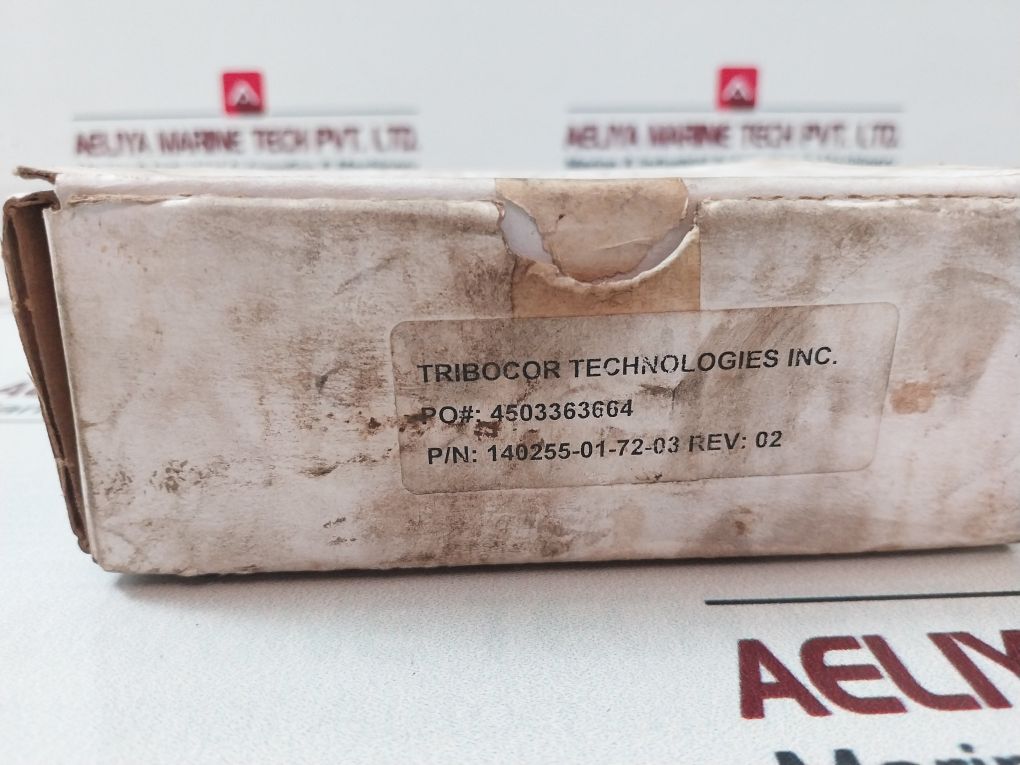 AELIYA MARINE TECH PVT. LTD.
AELIYA MARINE TECH PVT. LTD.
TRIBOCOR TECHNOLOGIES INC.
PO#: 4503363664
P/N: 140255-01-72-03 REV: 02
AELIY
Marin